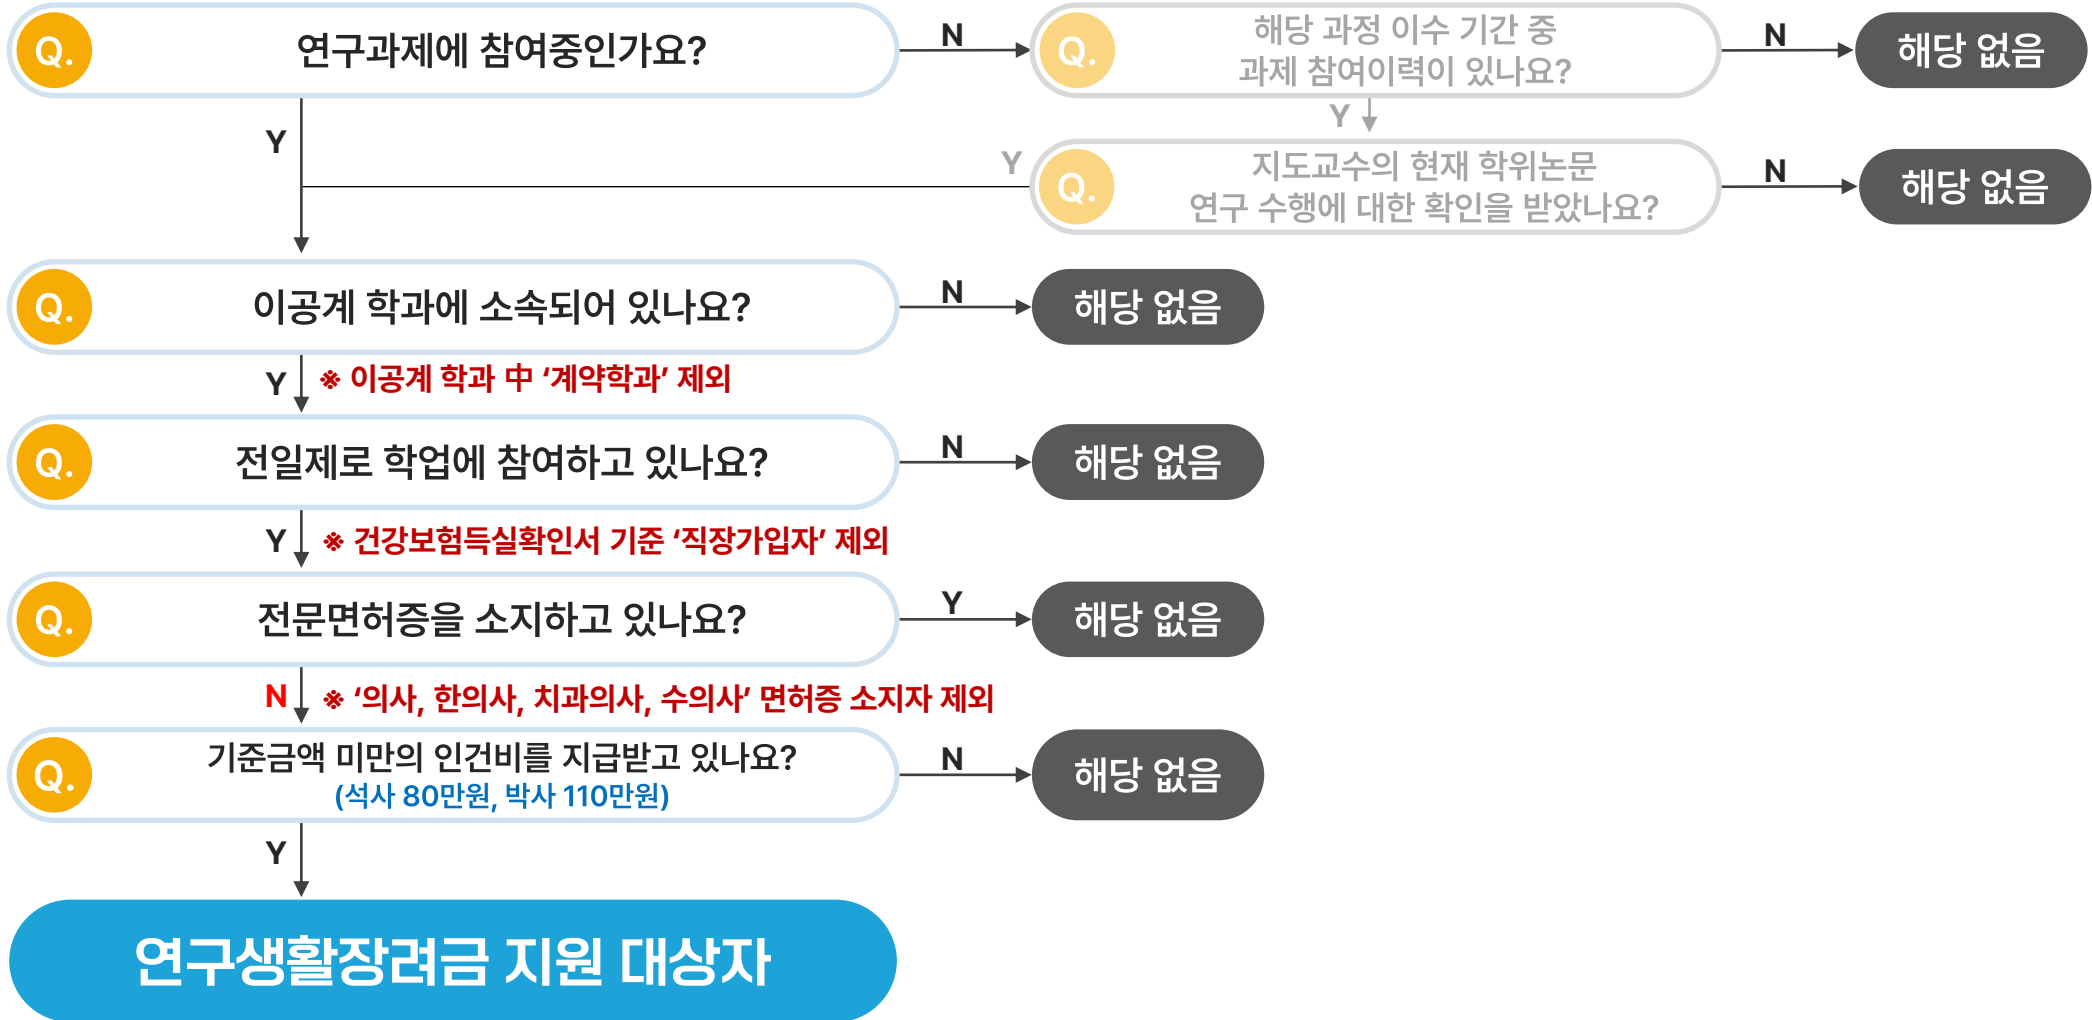 Q. 연구과제에 참여중인가요?
N
Q. 해당 과정 이수 기간 중
과제 참여이력이 있나요?
N
해당 없음
Y
Y
Y
Q. 지도교수의 현재 학위논문
연구 수행에 대한 확인을 받았나요?
N
해당 없음
Q. 이공계 학과에 소속되어 있나요?
N
해당 없음
Y
※ 이공계 학과 中 ‘계약학과’ 제외
Q. 전일제로 학업에 참여하고 있나요?
N
해당 없음
Y
※ 건강보험득실확인서 기준 ‘직장가입자’ 제외
Q. 전문면허증을 소지하고 있나요?
Y
해당 없음
N
※ ‘의사, 한의사, 치과의사, 수의사’ 면허증 소지자 제외
Q. 기준금액 미만의 인건비를 지급받고 있나요?
(석사 80만원, 박사 110만원)
N
해당 없음
Y
연구생활장려금 지원 대상자